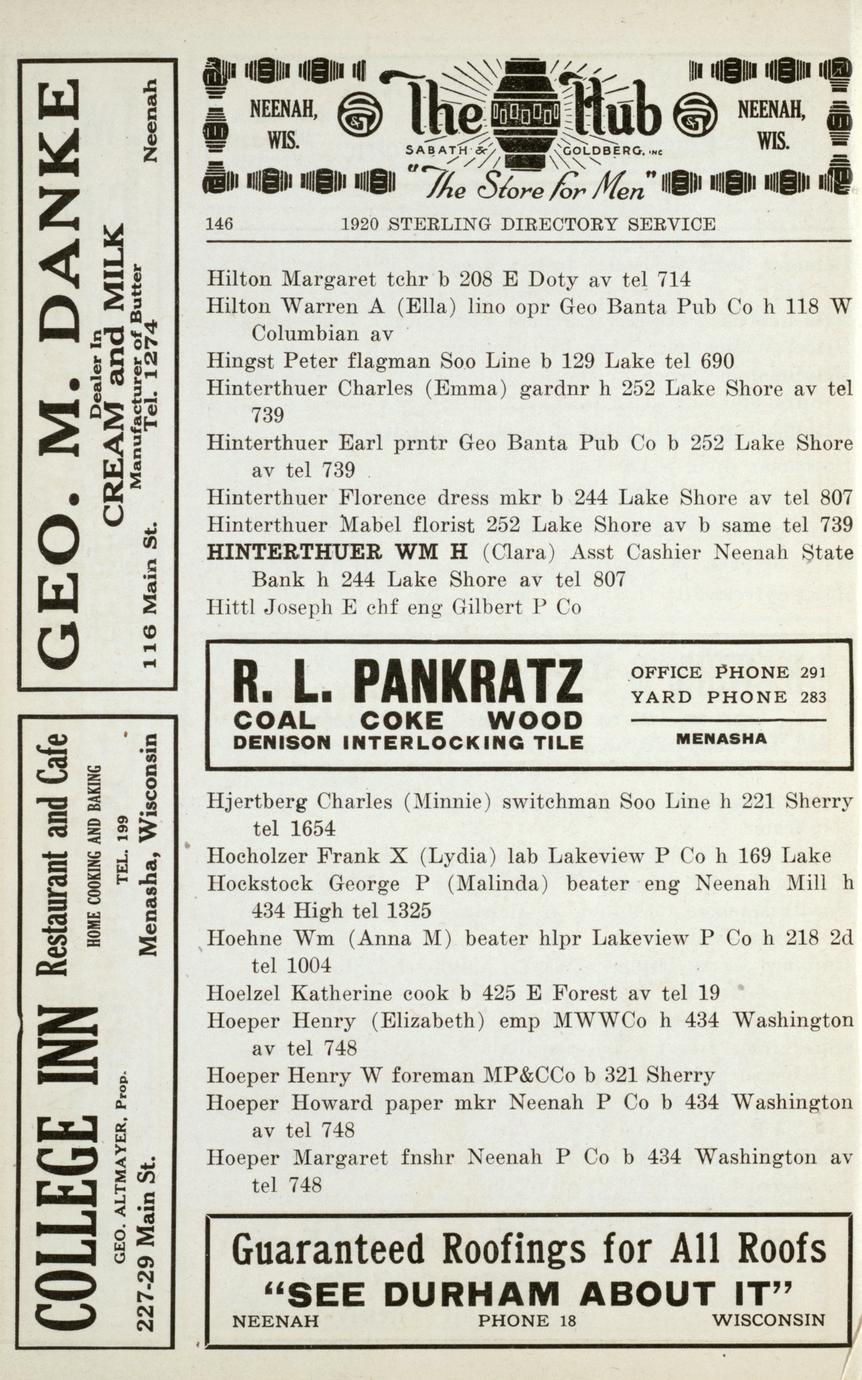 NEENAH,
WIS.
S&G
The Hub
SABATH & GOLDBERG, INC
"The Store for Men"
S&G
NEENAH,
WIS.
146 1920 STERLING DIRECTORY SERVICE
Hilton Margaret tchr b 208 E Doty av tel 714
Hilton Warren A (Ella) lino opr Geo Banta Pub Co h 118 W
Columbian av
Hingst Peter flagman Soo Line b 129 Lake tel 690
Hinterthuer Charles (Emma) gardnr h 252 Lake Shore av tel
739
Hinterthuer Earl prntr Geo Banta Pub Co b 252 Lake Shore
av tel 739
Hinterthuer Florence dress mkr b 244 Lake Shore av tel 807
Hinterthuer Mabel florist 252 Lake Shore av b same tel 739
HINTERTHUER WM H (Clara) Asst Cashier Neenah State
Bank h 244 Lake Shore av tel 807
Hittl Joseph E chf eng Gilbert P Co
R. L. PANKRATZ
COAL COKE WOOD
DENISON INTERLOCKING TILE
OFFICE PHONE 291
YARD PHONE 283
MENASHA
Hjertberg Charles (Minnie) switchman Soo Line h 221 Sherry
tel 1654
Hocholzer Frank X (Lydia) lab Lakeview P Co h 169 Lake
Hockstock George P (Malinda) beater eng Neenah Mill h
434 High tel 1325
Hoehne Wm (Anna M) beater hlpr Lakeview P Co h 218 2d
tel 1004
Hoelzel Katherine cook b 425 E Forest av tel 19
Hoeper Henry (Elizabeth) emp MWWCo h 434 Washington
av tel 748
Hoeper Henry W foreman MP&CCo b 321 Sherry
Hoeper Howard paper mkr Neenah P Co b 434 Washington
av tel 748
Hoeper Margaret fnshr Neenah P Co b 434 Washington av
tel 748
Guaranteed Roofings for All Roofs
"SEE DURHAM ABOUT IT"
NEENAH PHONE 18 WISCONSIN
GEO. M. DANKE
Dealer In
CREAM and MILK
Manufacturer of Butter
116 Main St. Tel. 1274 Neenah
COLLEGE INN Restaurant and Cafe
HOME COOKING AND BAKING
GEO. ALTMAYER, Prop. TEL. 199
227-29 Main St. Menasha, Wisconsin